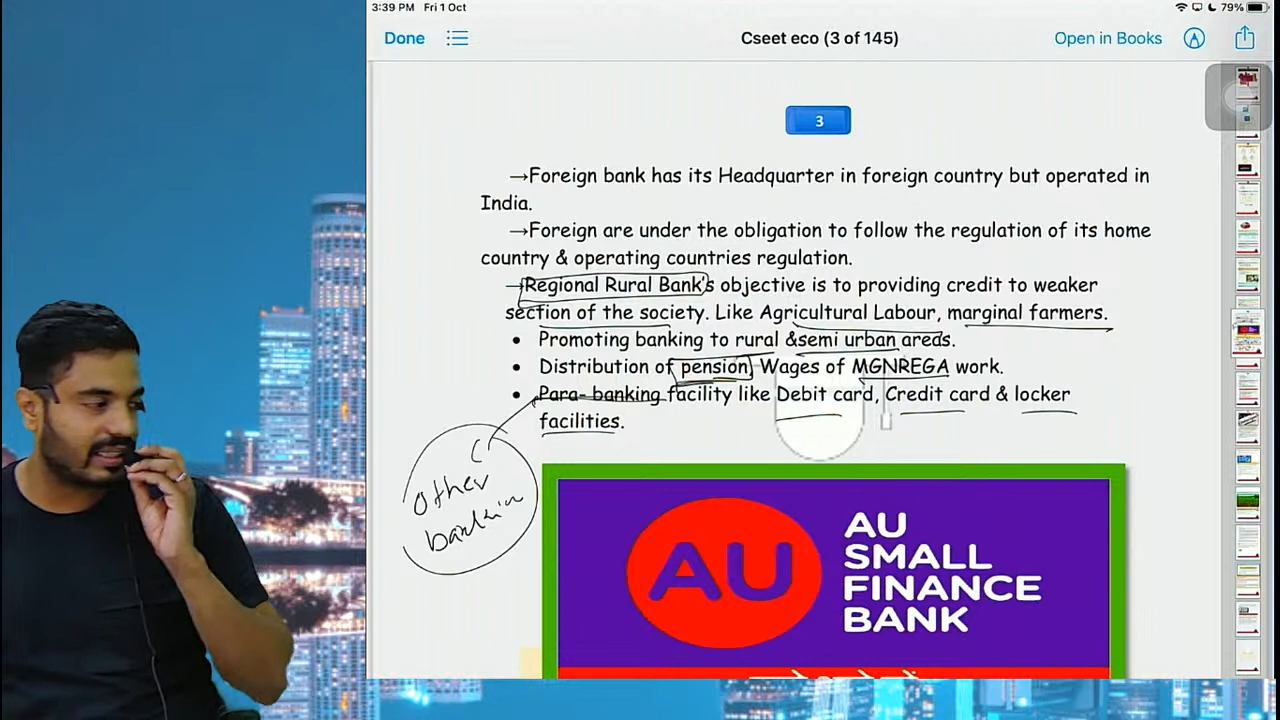 3:39 PM Fri 1 Oct
79%
Done
Cseet eco (3 of 145)
Open in Books
3
→Foreign bank has its Headquarter in foreign country but operated in
India.
→Foreign are under the obligation to follow the regulation of its home
country & operating countries regulation.
→Regional Rural Bank's objective is to providing credit to weaker
section of the society. Like Agricultural Labour, marginal farmers.
• Promoting banking to rural &semi urban areas.
• Distribution of pension, Wages of MGNREGA work.
• Para- banking facility like Debit card, Credit card & locker
facilities.
other
bankin
AU
AU
SMALL
FINANCE
BANK